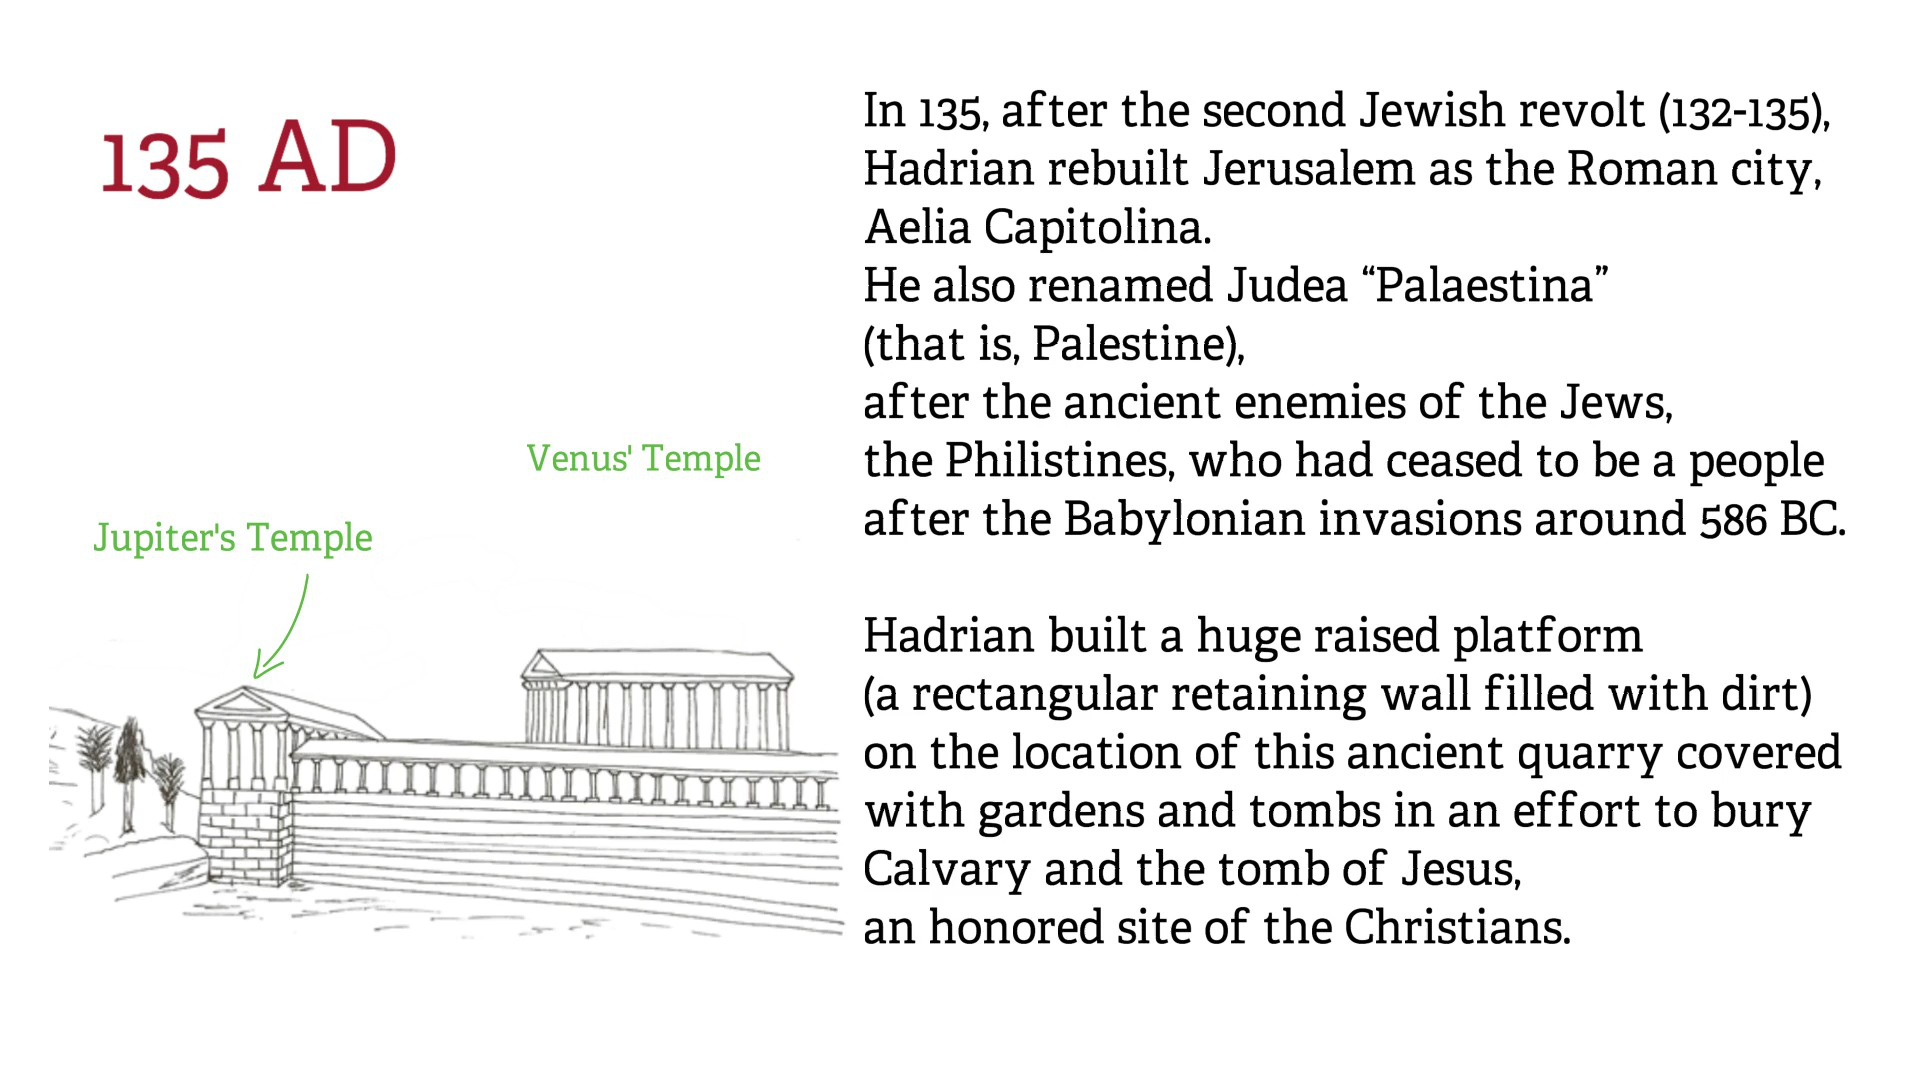 135 AD
In 135, after the second Jewish revolt (132-135),
Hadrian rebuilt Jerusalem as the Roman city,
Aelia Capitolina.
He also renamed Judea “Palaestina”
(that is, Palestine),
after the ancient enemies of the Jews,
the Philistines, who had ceased to be a people
after the Babylonian invasions around 586 BC.
Hadrian built a huge raised platform
(a rectangular retaining wall filled with dirt)
on the location of this ancient quarry covered
with gardens and tombs in an effort to bury
Calvary and the tomb of Jesus,
an honored site of the Christians.
Venus' Temple
Jupiter's Temple